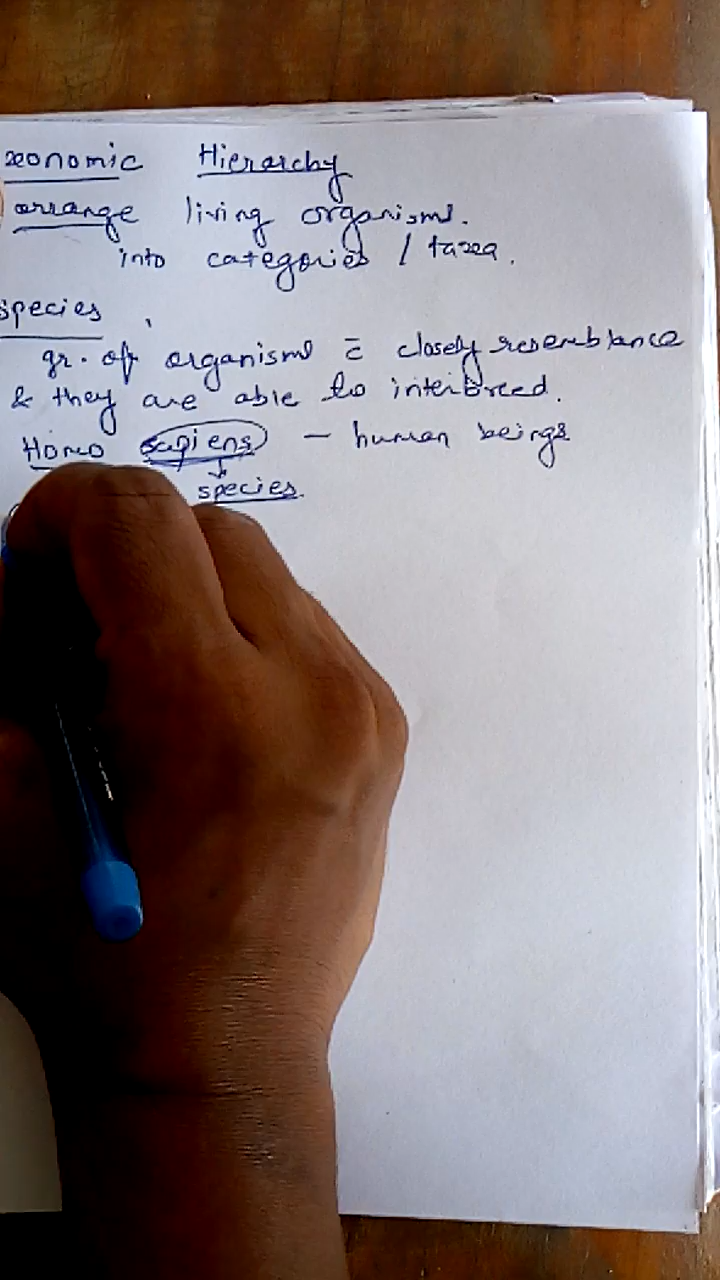 xonomic Hierarchy
arrange living organisms.
into categories / taxa.
species
gr. of organisms c̄ closely resemblance
& they are able to interbreed.
Homo sapiens – human beings
↓
species.